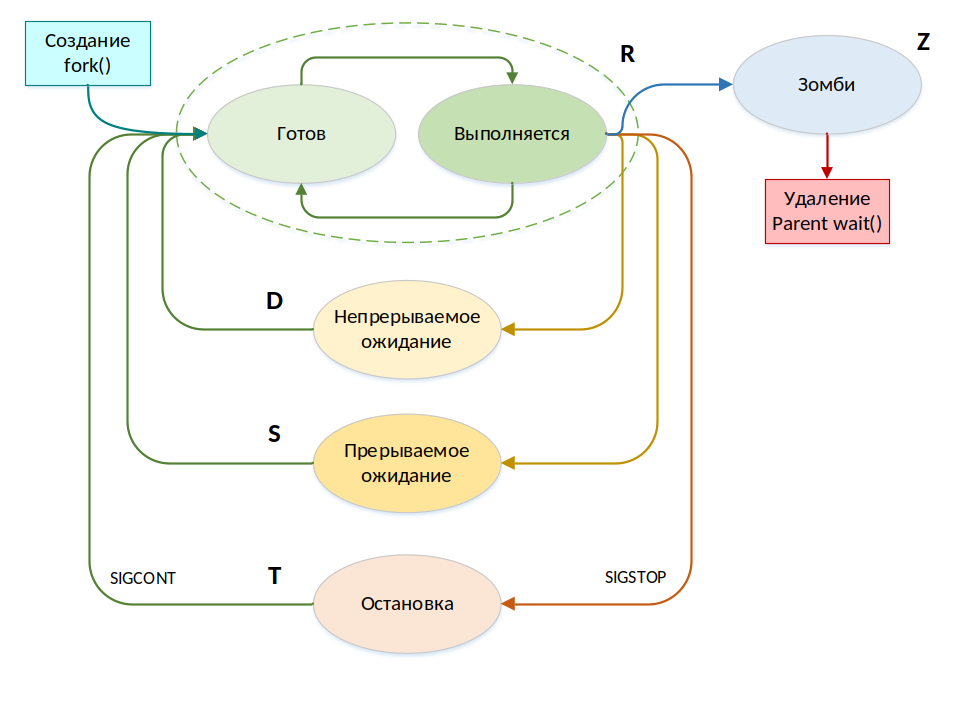 Создание
fork()
R
Z
Зомби
Готов
Выполняется
Удаление
Parent wait()
D
Непрерываемое
ожидание
S
Прерываемое
ожидание
SIGCONT
T
SIGSTOP
Остановка